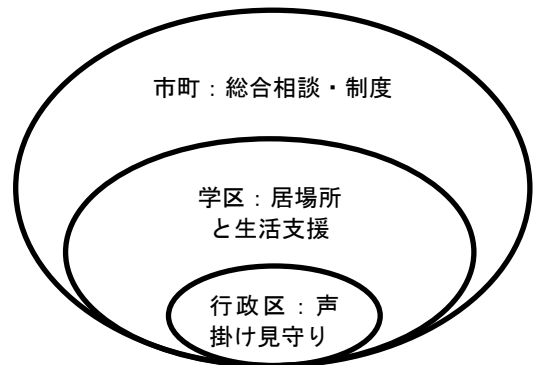 市町：総合相談・制度
学区：居場所
と生活支援
行政区：声
掛け見守り